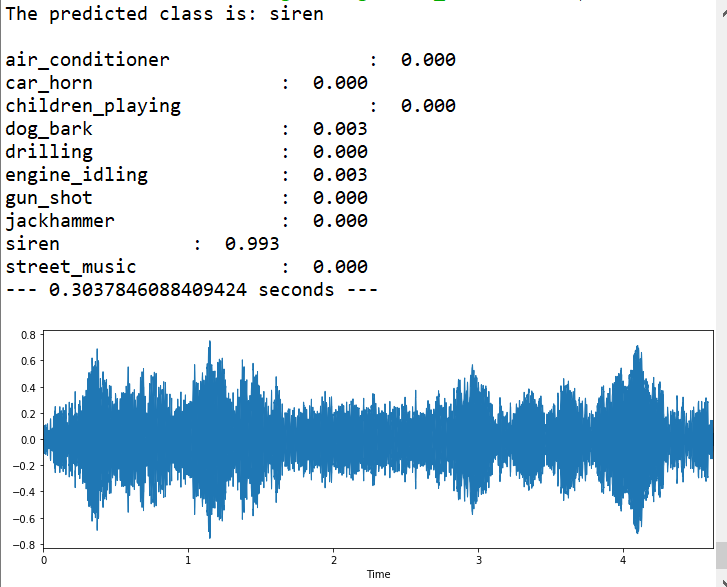 The predicted class is: siren
air_conditioner : 0.000
car_horn : 0.000
children_playing : 0.000
dog_bark : 0.003
drilling : 0.000
engine_idling : 0.003
gun_shot : 0.000
jackhammer : 0.000
siren : 0.993
street_music : 0.000
--- 0.3037846088409424 seconds ---
0.8
0.6
0.4
0.2
0.0
−0.2
−0.4
−0.6
−0.8
0 1 2 3 4
Time